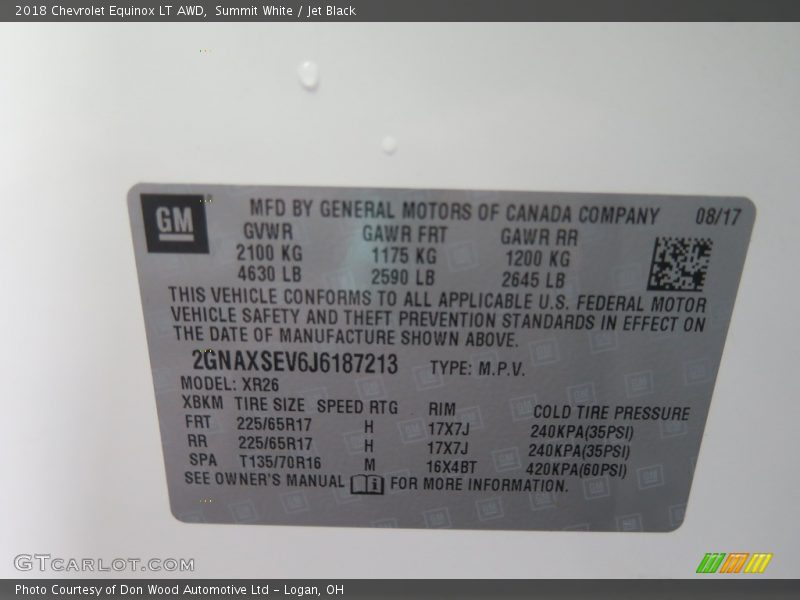 2018 Chevrolet Equinox LT AWD, Summit White / Jet Black
GM
MFD BY GENERAL MOTORS OF CANADA COMPANY 08/17
GVWR GAWR FRT GAWR RR
2100 KG 1175 KG 1200 KG
4630 LB 2590 LB 2645 LB
THIS VEHICLE CONFORMS TO ALL APPLICABLE U.S. FEDERAL MOTOR
VEHICLE SAFETY AND THEFT PREVENTION STANDARDS IN EFFECT ON
THE DATE OF MANUFACTURE SHOWN ABOVE.
2GNAXSEV6J6187213 TYPE: M.P.V.
MODEL: XR26
XBKM TIRE SIZE SPEED RTG RIM COLD TIRE PRESSURE
FRT 225/65R17 H 17X7J 240KPA(35PSI)
RR 225/65R17 H 17X7J 240KPA(35PSI)
SPA T135/70R16 M 16X4BT 420KPA(60PSI)
SEE OWNER'S MANUAL i FOR MORE INFORMATION.
GTCARLOT.COM
Photo Courtesy of Don Wood Automotive Ltd - Logan, OH